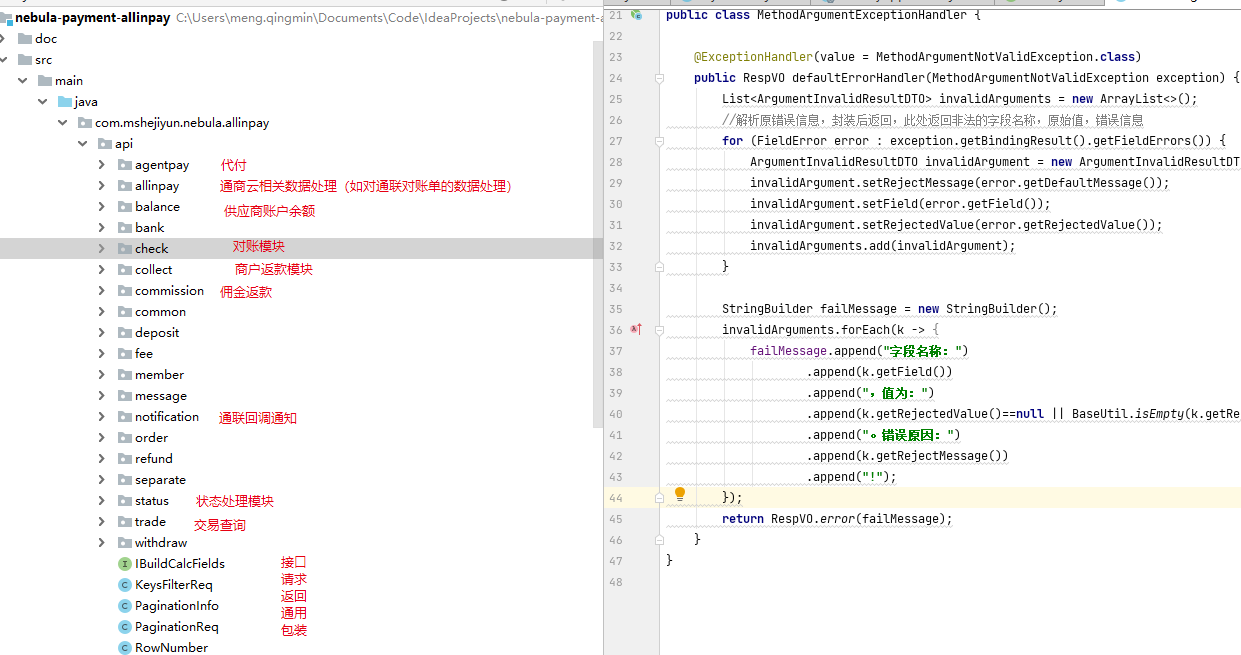 nebula-payment-allinpay C:\Users\meng.qingmin\Documents\Code\IdeaProjects\nebula-payment-a
doc
src
main
java
com.mshejiyun.nebula.allinpay
api
agentpay 代付
allinpay 通商云相关数据处理（如对通联对账单的数据处理）
balance 供应商账户余额
bank
check 对账模块
collect 商户返款模块
commission 佣金返款
common
deposit
fee
member
message
notification 通联回调通知
order
refund
separate
status 状态处理模块
trade 交易查询
withdraw
IBuildCalcFields 接口
KeysFilterReq 请求
PaginationInfo 返回
PaginationReq 通用
包装
RowNumber
21 public class MethodArgumentExceptionHandler {
22
23 @ExceptionHandler(value = MethodArgumentNotValidException.class)
24 public RespVO defaultErrorHandler(MethodArgumentNotValidException exception) {
25 List<ArgumentInvalidResultDTO> invalidArguments = new ArrayList<>();
26 //解析原错误信息，封装后返回，此处返回非法的字段名称，原始值，错误信息
27 for (FieldError error : exception.getBindingResult().getFieldErrors()) {
28 ArgumentInvalidResultDTO invalidArgument = new ArgumentInvalidResultDT
29 invalidArgument.setRejectMessage(error.getDefaultMessage());
30 invalidArgument.setField(error.getField());
31 invalidArgument.setRejectedValue(error.getRejectedValue());
32 invalidArguments.add(invalidArgument);
33 }
34
35 StringBuilder failMessage = new StringBuilder();
36 invalidArguments.forEach(k -> {
37 failMessage.append("字段名称：")
38 .append(k.getField())
39 .append("，值为：")
40 .append(k.getRejectedValue()==null || BaseUtil.isEmpty(k.getRe
41 .append("。错误原因：")
42 .append(k.getRejectMessage())
43 .append("!");
44 });
45 return RespVO.error(failMessage);
46 }
47 }
48